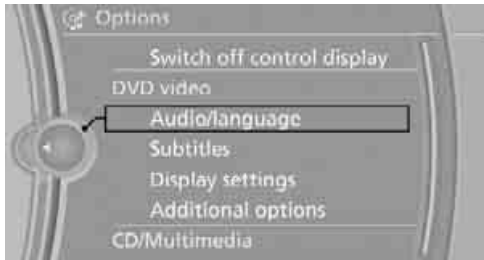 Options
Switch off control display
DVD video
Audio/language
Subtitles
Display settings
Additional options
CD/Multimedia